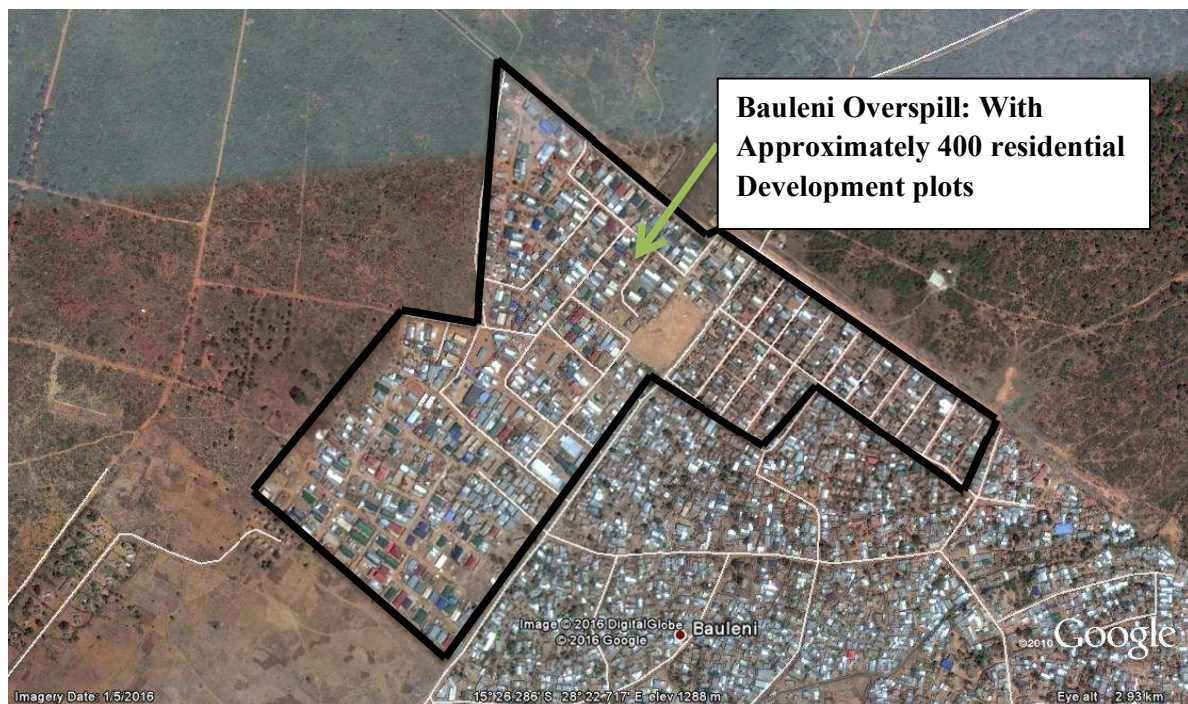 Bauleni Overspill: With
Approximately 400 residential
Development plots
Image © 2016 DigitalGlobe
© 2016 Google
Bauleni
©2016 Google
Imagery Date: 1/5/2016
15° 26.286' S 28° 22.717' E elev 1288 m
Eye alt 2.93 km